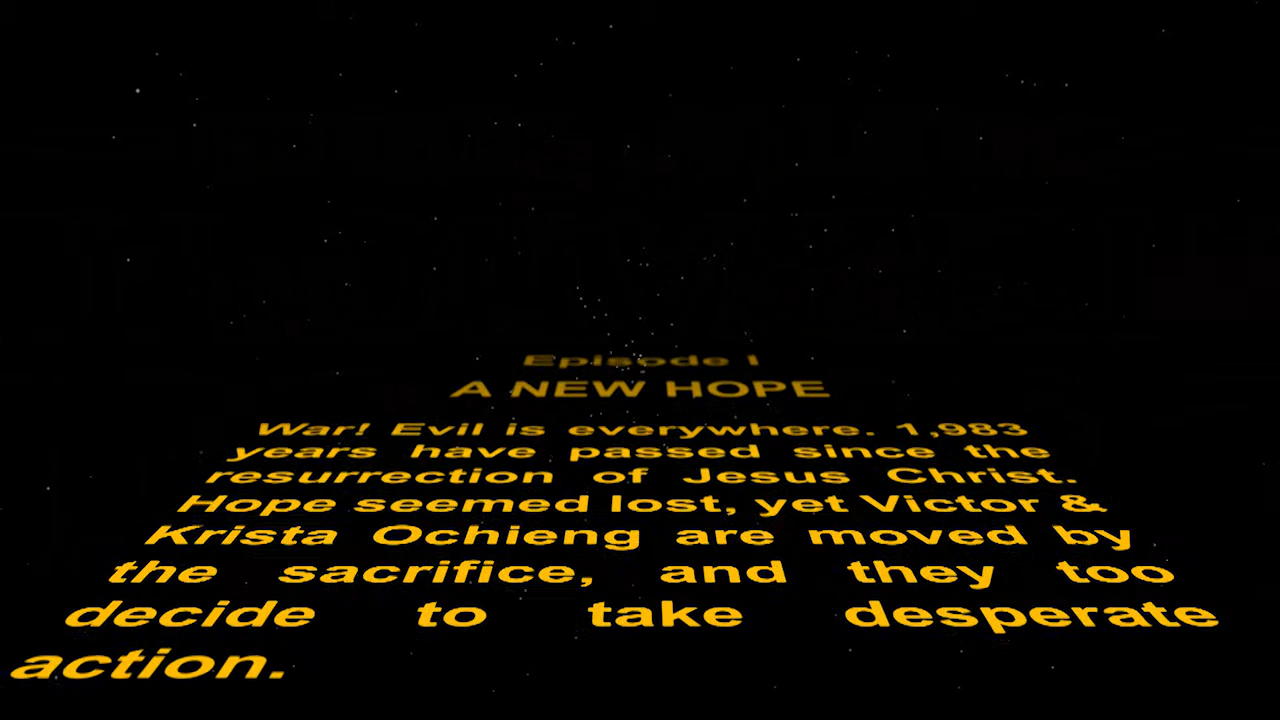 Episode I
A NEW HOPE
War! Evil is everywhere. 1,983
years have passed since the
resurrection of Jesus Christ.
Hope seemed lost, yet Victor &
Krista Ochieng are moved by
the sacrifice, and they too
decide to take desperate
action.